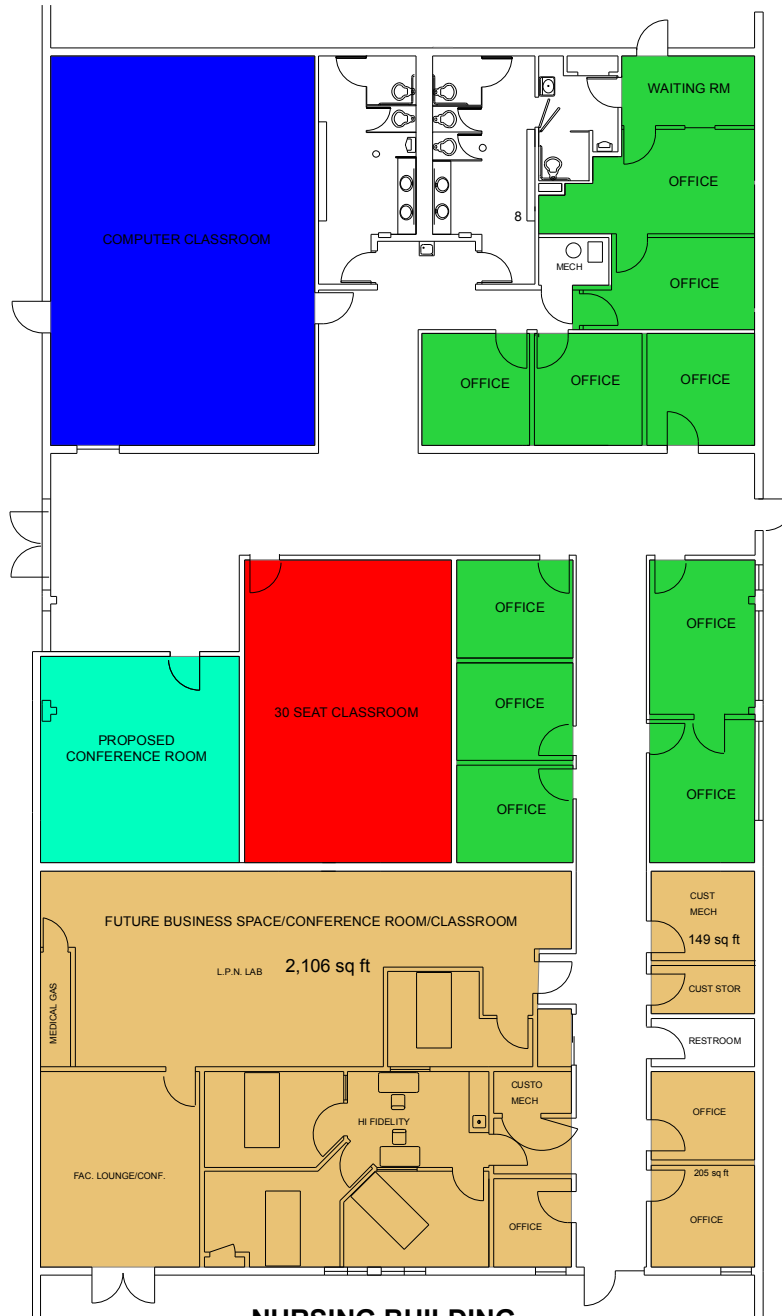 WAITING RM
OFFICE
COMPUTER CLASSROOM
8
MECH
OFFICE
OFFICE
OFFICE
OFFICE
OFFICE
OFFICE
OFFICE
30 SEAT CLASSROOM
PROPOSED
CONFERENCE ROOM
OFFICE
OFFICE
CUST
MECH
149 sq ft
FUTURE BUSINESS SPACE/CONFERENCE ROOM/CLASSROOM
L.P.N. LAB
2,106 sq ft
MEDICAL GAS
CUST STOR
RESTROOM
CUSTO
MECH
HI FIDELITY
OFFICE
FAC. LOUNGE/CONF.
205 sq ft
OFFICE
OFFICE
NURSING BUILDING